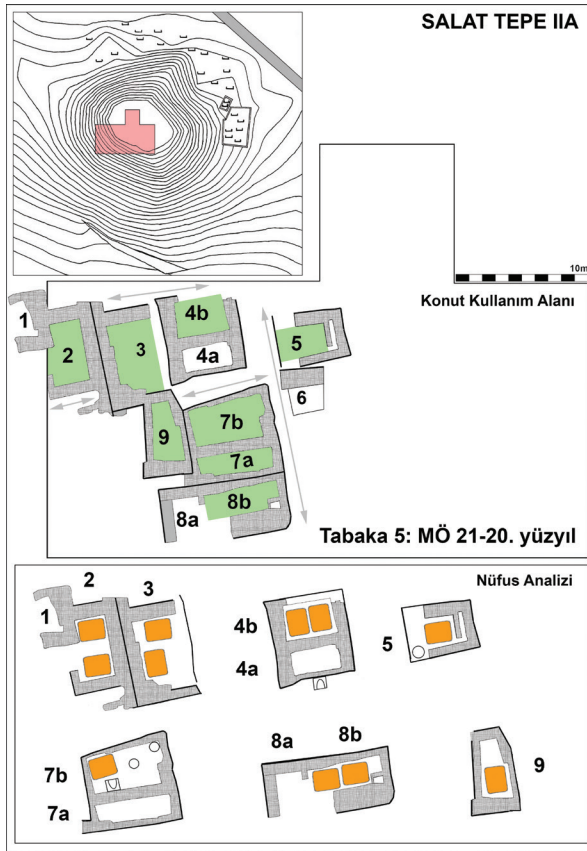 SALAT TEPE IIA
10m
Konut Kullanım Alanı
1
2
3
4b
4a
5
6
9
7b
7a
8a
8b
Tabaka 5: MÖ 21-20. yüzyıl
Nüfus Analizi
1
2
3
4b
4a
5
7b
7a
8a
8b
9